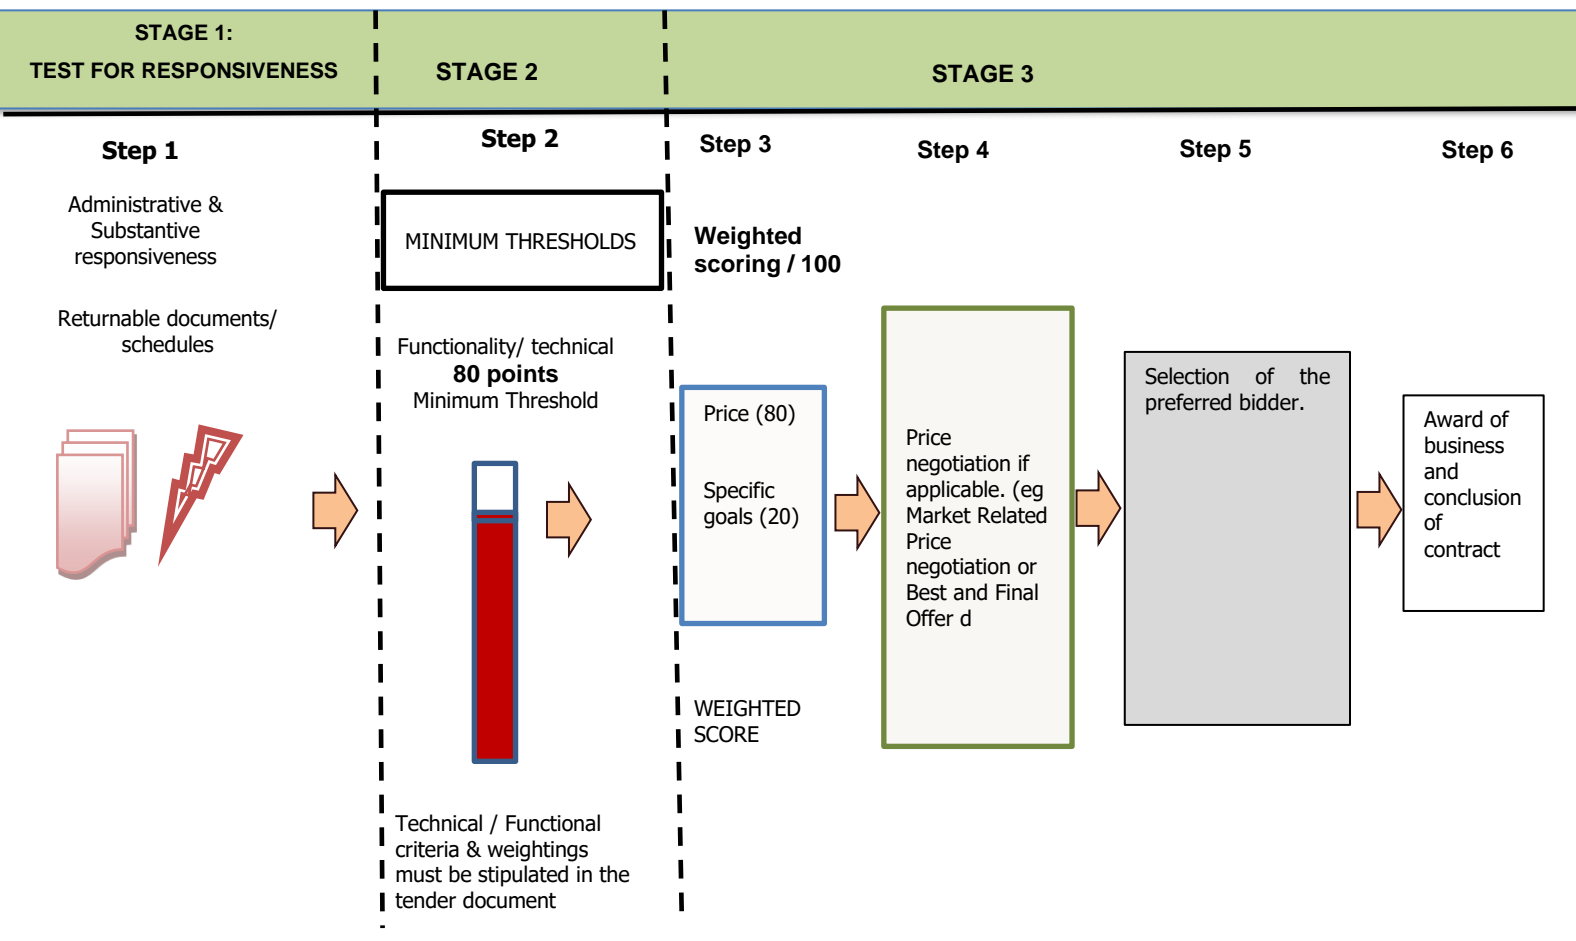 STAGE 1:
TEST FOR RESPONSIVENESS
STAGE 2
STAGE 3
Step 1
Administrative &
Substantive
responsiveness
Returnable documents/
schedules
Step 2
MINIMUM THRESHOLDS
Functionality/ technical
80 points
Minimum Threshold
Technical / Functional
criteria & weightings
must be stipulated in the
tender document
Step 3
Weighted
scoring / 100
Price (80)
Specific
goals (20)
WEIGHTED
SCORE
Step 4
Price
negotiation if
applicable. (eg
Market Related
Price
negotiation or
Best and Final
Offer d
Step 5
Selection of the
preferred bidder.
Step 6
Award of
business
and
conclusion
of
contract